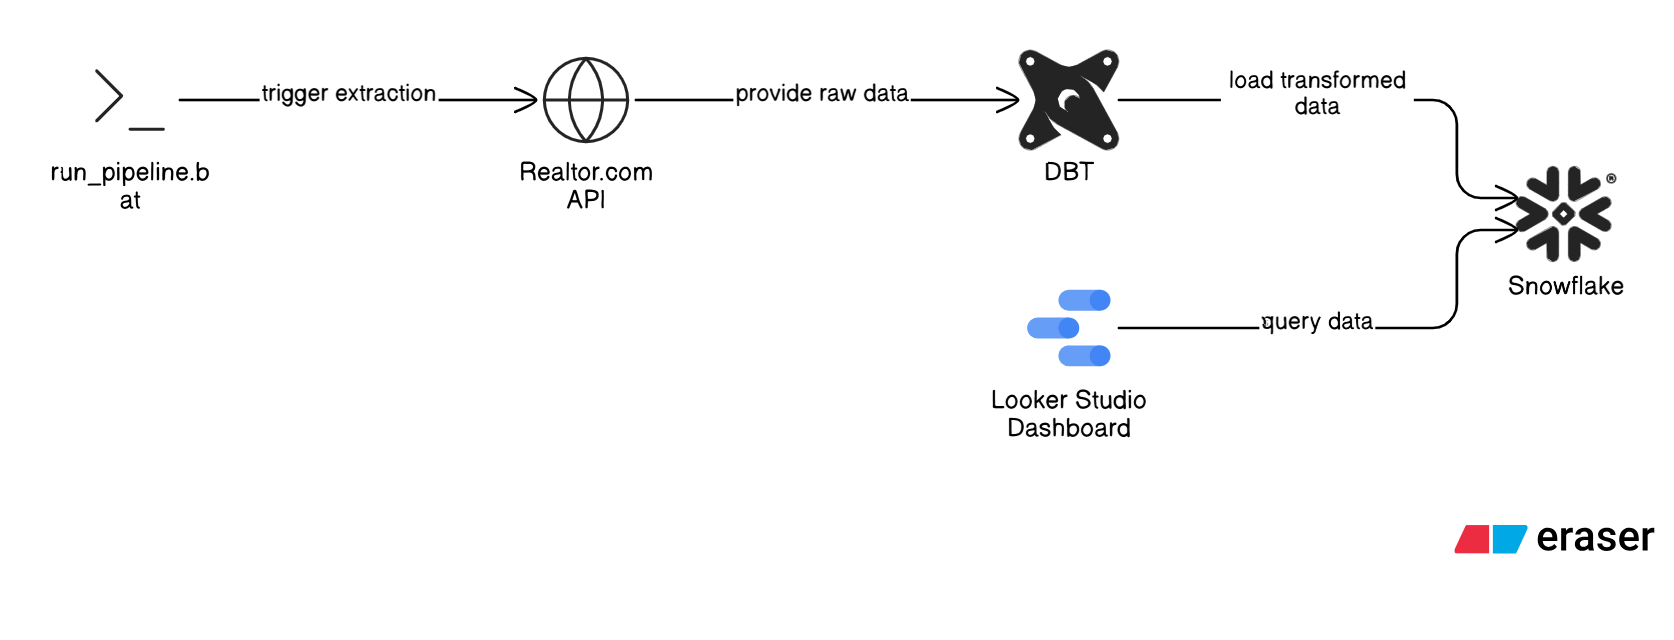 trigger extraction
provide raw data
load transformed
data
run_pipeline.b
at
Realtor.com
API
DBT
®
Snowflake
query data
Looker Studio
Dashboard
eraser